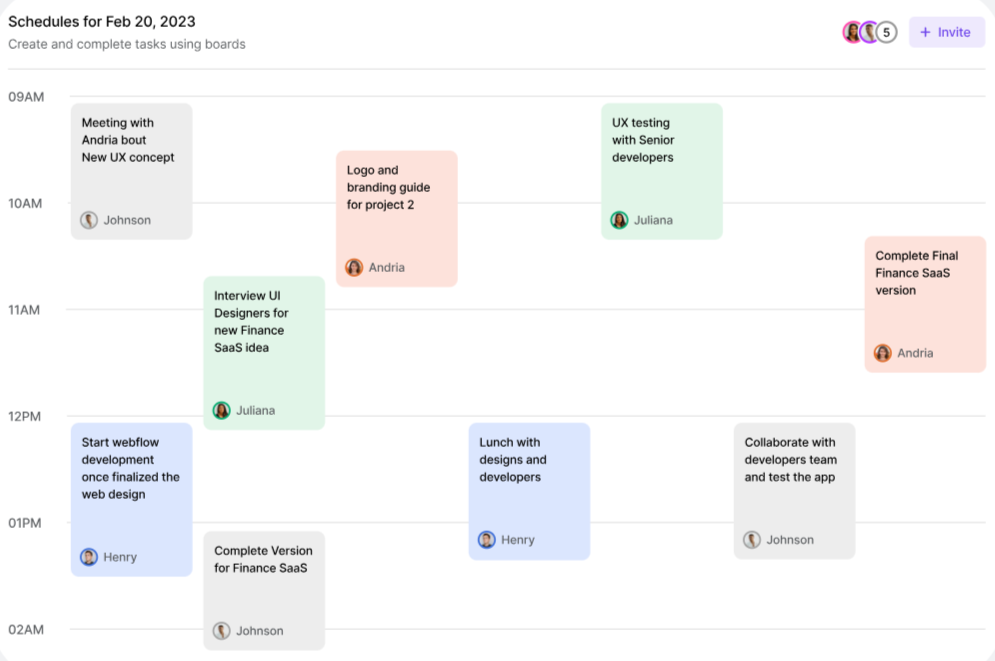 Schedules for Feb 20, 2023
Create and complete tasks using boards
5
+ Invite
09AM
Meeting with
Andria bout
New UX concept
Johnson
UX testing
with Senior
developers
Juliana
Logo and
branding guide
for project 2
Andria
10AM
Complete Final
Finance SaaS
version
Andria
Interview UI
Designers for
new Finance
SaaS idea
Juliana
11AM
12PM
Start webflow
development
once finalized the
web design
Henry
Lunch with
designs and
developers
Henry
Collaborate with
developers team
and test the app
Johnson
01PM
Complete Version
for Finance SaaS
Johnson
02AM